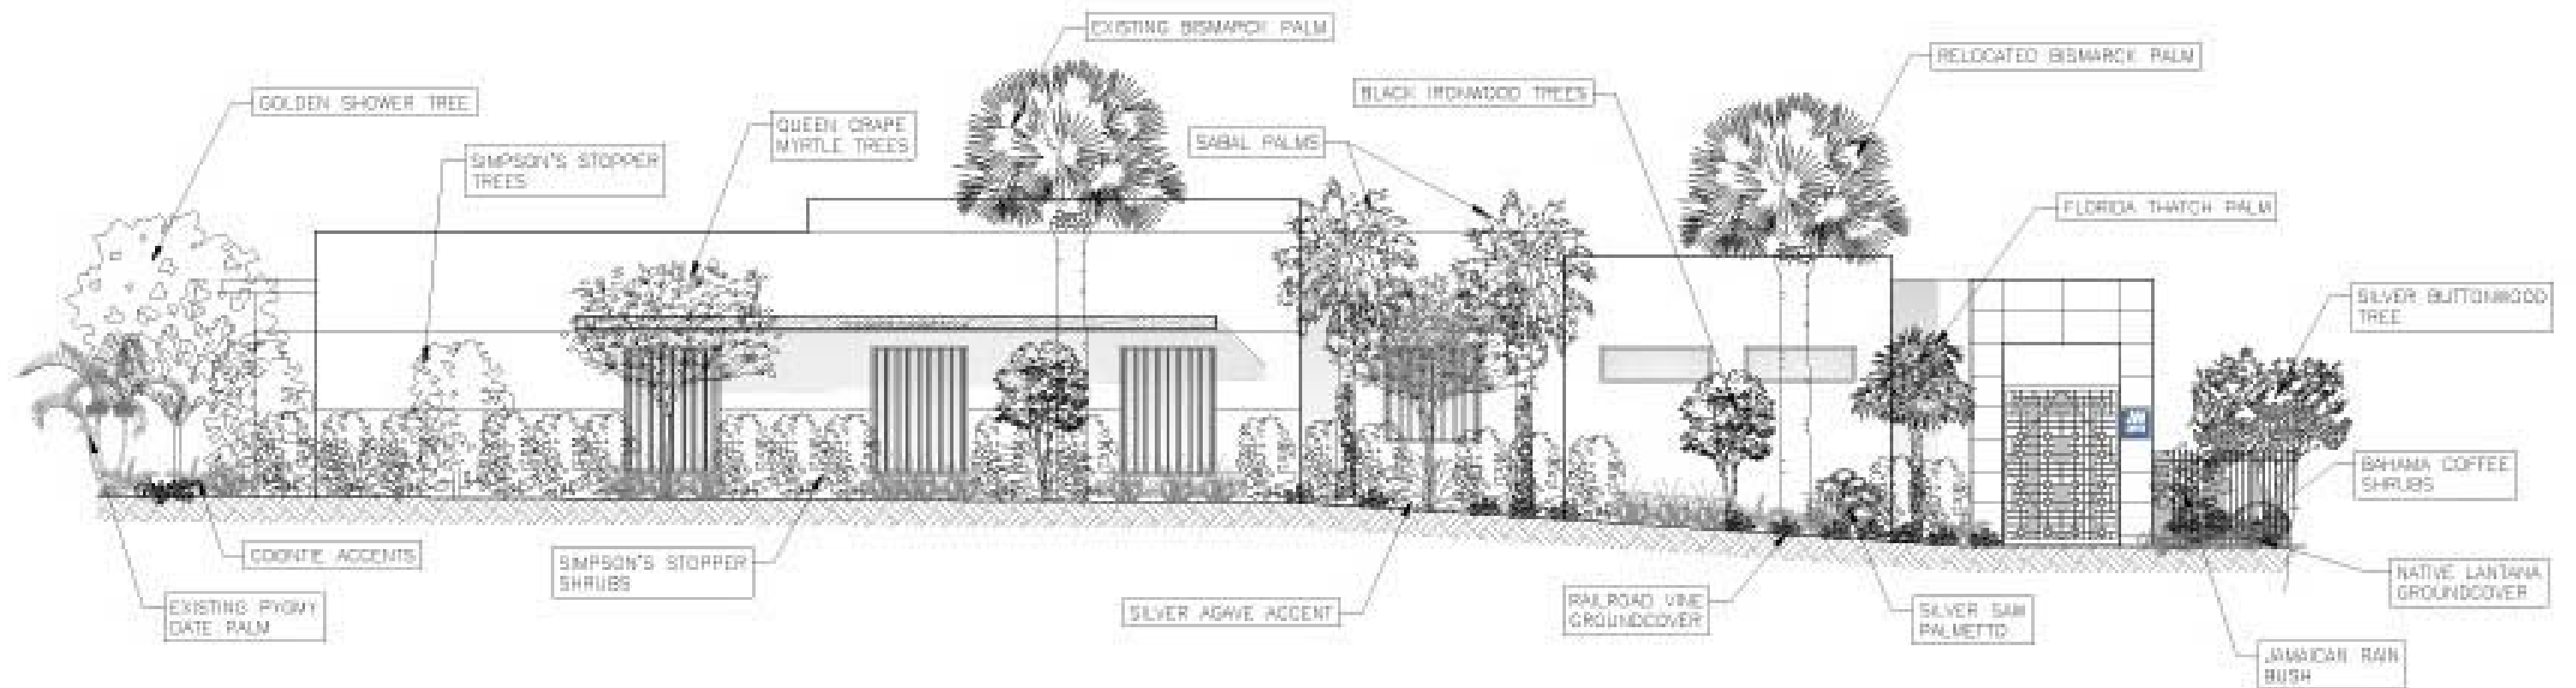 EXISTING BISMARCK PALM
RELOCATED BISMARCK PALM
GOLDEN SHOWER TREE
BLACK IRONWOOD TREES
QUEEN CRAPE
MYRTLE TREES
SABAL PALMS
SIMPSON'S STOPPER
TREES
FLORIDA THATCH PALM
SILVER BUTTONWOOD
TREE
BAHAMA COFFEE
SHRUBS
COONTIE ACCENTS
SIMPSON'S STOPPER
SHRUBS
EXISTING PYGMY
DATE PALM
SILVER AGAVE ACCENT
RAILROAD VINE
GROUNDCOVER
SILVER SAW
PALMETTO
NATIVE LANTANA
GROUNDCOVER
JAMAICAN RAIN
BUSH